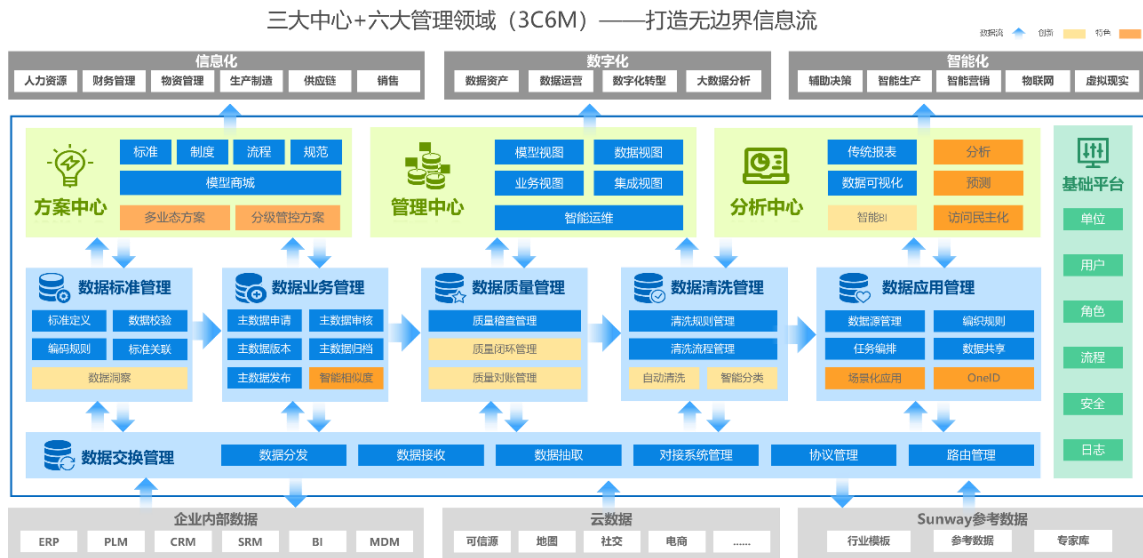 三大中心+六大管理领域（3C6M）——打造无边界信息流
数据流 创新 特色
信息化
人力资源 财务管理 物资管理 生产制造 供应链 销售
数字化
数据资产 数据运营 数字化转型 大数据分析
智能化
辅助决策 智能生产 智能营销 物联网 虚拟现实
方案中心
标准 制度 流程 规范
模型商城
多业态方案 分级管控方案
管理中心
模型视图 数据视图
业务视图 集成视图
智能运维
分析中心
传统报表 分析
数据可视化 预测
智能BI 访问民主化
基础平台
单位
用户
角色
流程
安全
日志
数据标准管理
标准定义 数据校验
编码规则 标准关联
数据洞察
数据业务管理
主数据申请 主数据审核
主数据版本 主数据归档
主数据发布 智能相似度
数据质量管理
质量稽查管理
质量闭环管理
质量对账管理
数据清洗管理
清洗规则管理
清洗流程管理
自动清洗 智能分类
数据应用管理
数据源管理 编织规则
任务编排 数据共享
场景化应用 OneID
数据交换管理
数据分发 数据接收 数据抽取 对接系统管理 协议管理 路由管理
企业内部数据
ERP PLM CRM SRM BI MDM
云数据
可信源 地图 社交 电商 ......
Sunway参考数据
行业模板 参考数据 专家库